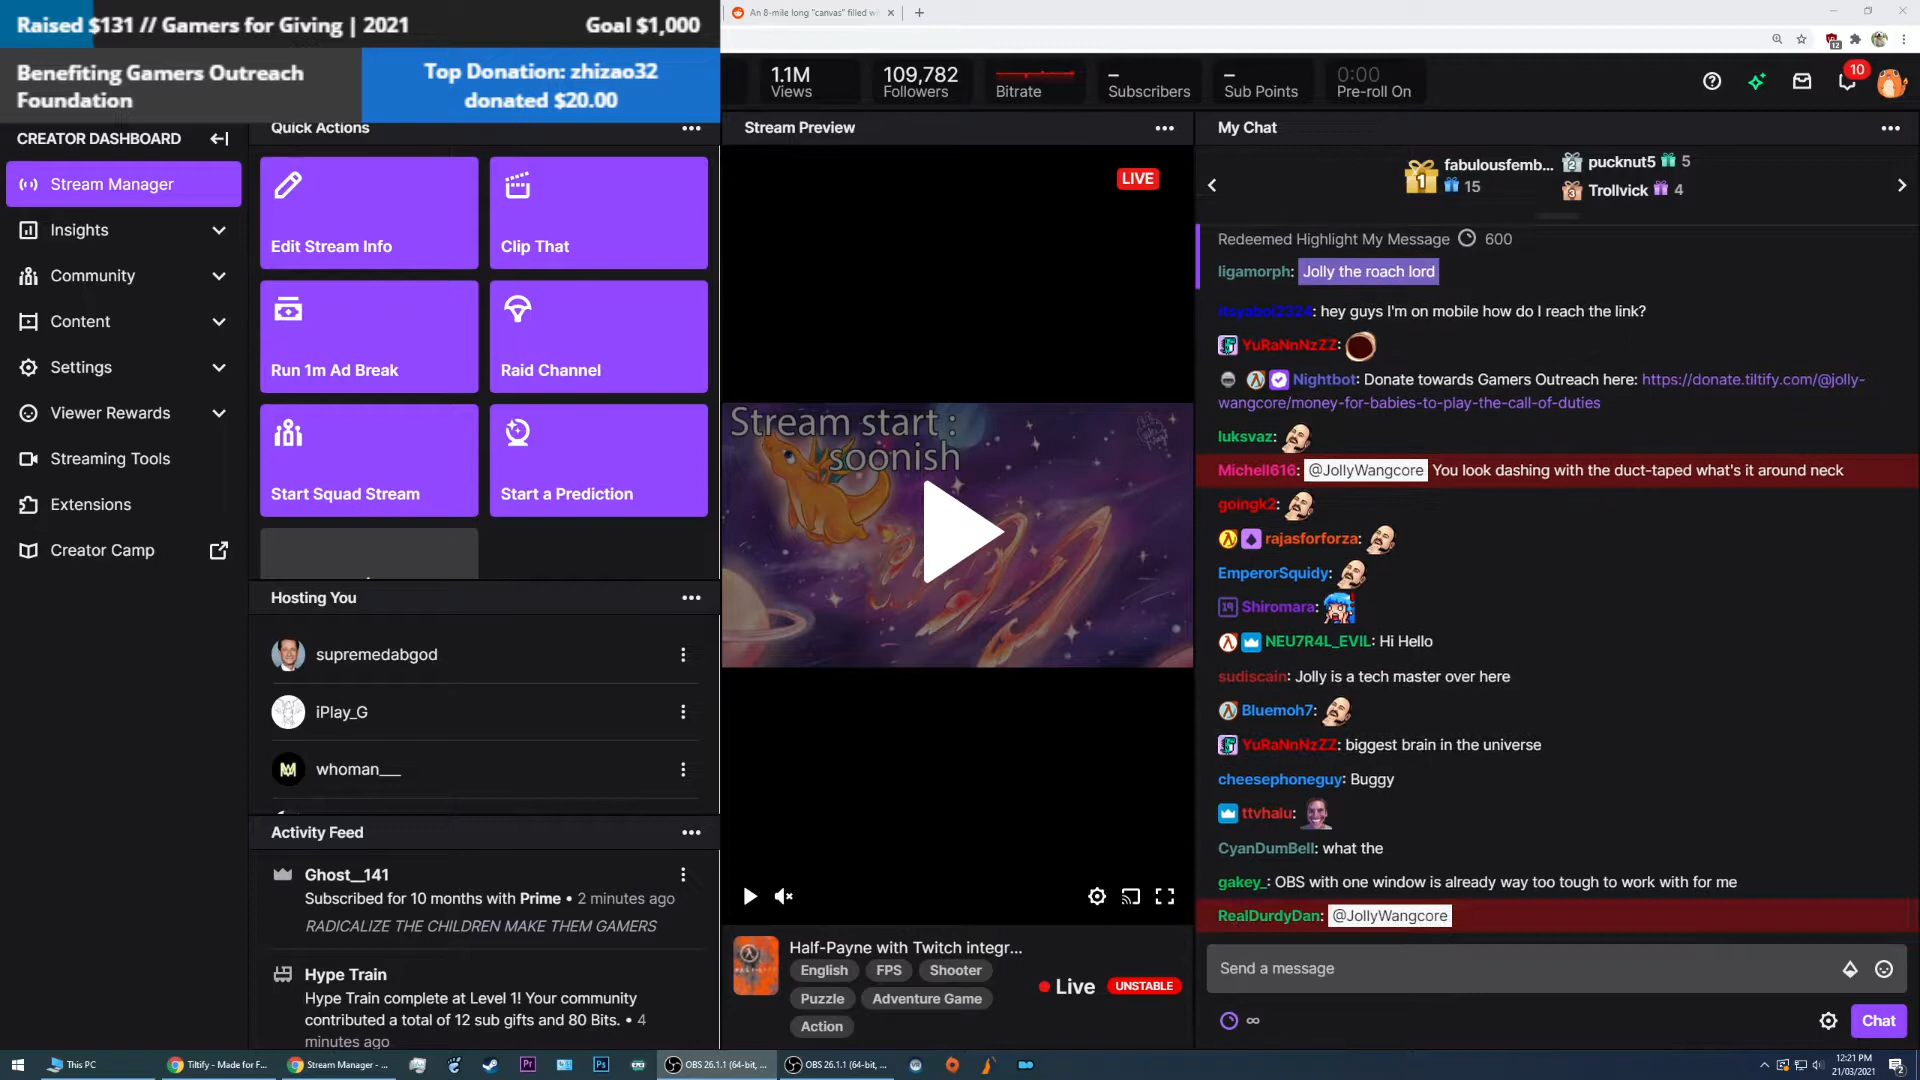 Raised $131 // Gamers for Giving | 2021
Goal $1,000
Benefiting Gamers Outreach
Foundation
Top Donation: zhizao32
donated $20.00
An 8-mile long "canvas" filled wi
12
1.1M
Views
109,782
Followers
Bitrate
–
Subscribers
–
Sub Points
0:00
Pre-roll On
10
CREATOR DASHBOARD
Stream Manager
Insights
Community
Content
Settings
Viewer Rewards
Streaming Tools
Extensions
Creator Camp
Quick Actions
Edit Stream Info
Clip That
Run 1m Ad Break
Raid Channel
Start Squad Stream
Start a Prediction
Hosting You
supremedabgod
iPlay_G
whoman___
Activity Feed
Ghost__141
Subscribed for 10 months with Prime • 2 minutes ago
RADICALIZE THE CHILDREN MAKE THEM GAMERS
Hype Train
Hype Train complete at Level 1! Your community
contributed a total of 12 sub gifts and 80 Bits. • 4
minutes ago
Stream Preview
LIVE
Stream start :
soonish
Half-Payne with Twitch integr...
English
FPS
Shooter
Puzzle
Adventure Game
Action
Live
UNSTABLE
My Chat
1
fabulousfemb...
15
2
pucknut5
5
3
Trollvick
4
Redeemed Highlight My Message 600
ligamorph: Jolly the roach lord
itsyaboi2324: hey guys I'm on mobile how do I reach the link?
YuRaNnNzZZ:
Nightbot: Donate towards Gamers Outreach here: https://donate.tiltify.com/@jolly-
wangcore/money-for-babies-to-play-the-call-of-duties
luksvaz:
Michell616: @JollyWangcore You look dashing with the duct-taped what's it around neck
goingk2:
rajasforforza:
EmperorSquidy:
19 Shiromara:
NEU7R4L_EVIL: Hi Hello
sudiscain: Jolly is a tech master over here
Bluemoh7:
YuRaNnNzZZ: biggest brain in the universe
cheesephoneguy: Buggy
ttvhalu:
CyanDumBell: what the
gakey_: OBS with one window is already way too tough to work with for me
RealDurdyDan: @JollyWangcore
Send a message
∞
Chat
This PC
Tiltify - Made for F...
Stream Manager - ...
Pr
Ps
OBS 26.1.1 (64-bit, ...
OBS 26.1.1 (64-bit, ...
12:21 PM
21/03/2021
2